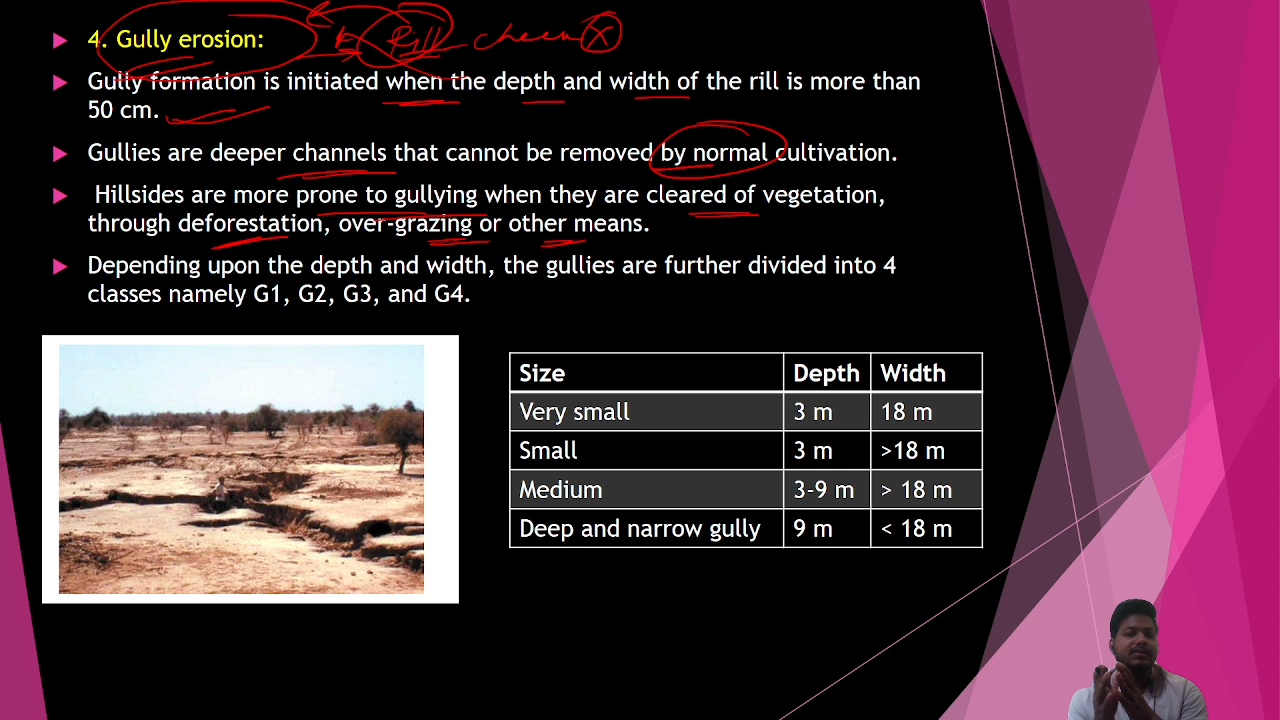 4. Gully erosion:
Rill
Gully formation is initiated when the depth and width of the rill is more than
50 cm.
Gullies are deeper channels that cannot be removed by normal cultivation.
Hillsides are more prone to gullying when they are cleared of vegetation,
through deforestation, over-grazing or other means.
Depending upon the depth and width, the gullies are further divided into 4
classes namely G1, G2, G3, and G4.
Size Depth Width
Very small 3 m 18 m
Small 3 m >18 m
Medium 3-9 m > 18 m
Deep and narrow gully 9 m < 18 m